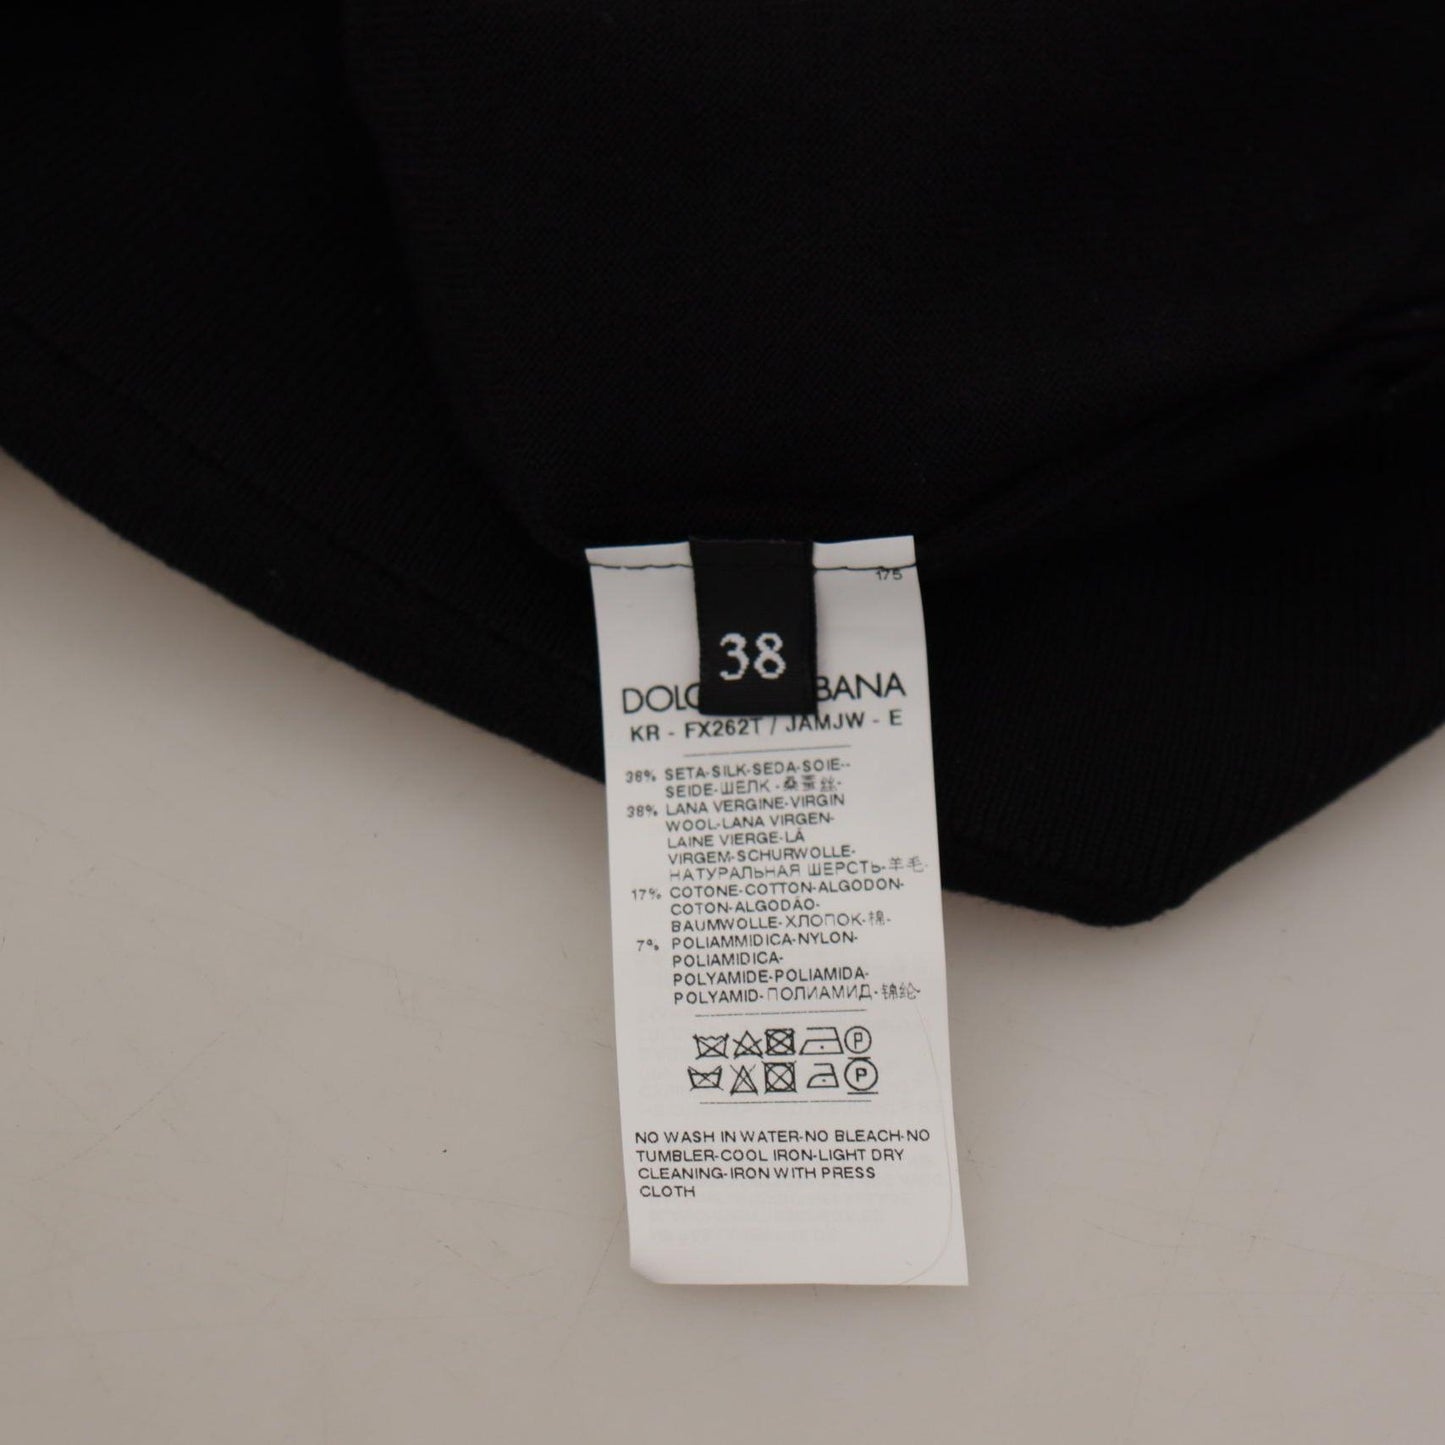 175
38
DOLC BANA
KR - FX262T / JAMJW - E
38% SETA-SILK-SEDA-SOIE--
SEIDE-ШЕЛК-桑蚕丝-
38% LANA VERGINE-VIRGIN
WOOL-LANA VIRGEN-
LAINE VIERGE-LÃ
VIRGEM-SCHURWOLLE-
НАТУРАЛЬНАЯ ШЕРСТЬ-羊毛-
17% COTONE-COTTON-ALGODON-
COTON-ALGODÃO-
BAUMWOLLE-ХЛОПОК-棉-
7% POLIAMMIDICA-NYLON-
POLIAMIDICA-
POLYAMIDE-POLIAMIDA-
POLYAMID-ПОЛИАМИД-锦纶-
P
P
NO WASH IN WATER-NO BLEACH-NO
TUMBLER-COOL IRON-LIGHT DRY
CLEANING-IRON WITH PRESS
CLOTH